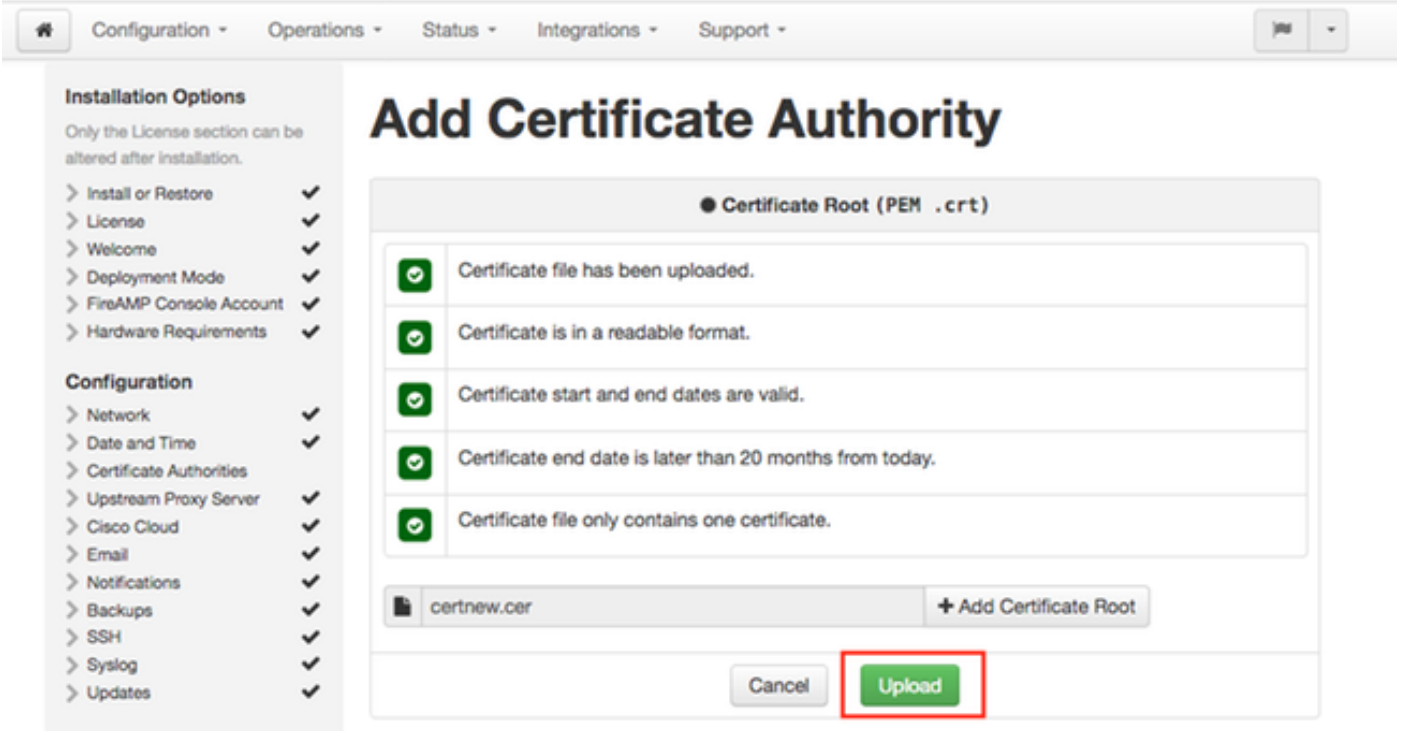 Configuration Operations Status Integrations Support
Installation Options
Only the License section can be
altered after installation.
Install or Restore
License
Welcome
Deployment Mode
FireAMP Console Account
Hardware Requirements
Configuration
Network
Date and Time
Certificate Authorities
Upstream Proxy Server
Cisco Cloud
Email
Notifications
Backups
SSH
Syslog
Updates
Add Certificate Authority
Certificate Root (PEM .crt)
Certificate file has been uploaded.
Certificate is in a readable format.
Certificate start and end dates are valid.
Certificate end date is later than 20 months from today.
Certificate file only contains one certificate.
certnew.cer + Add Certificate Root
Cancel Upload